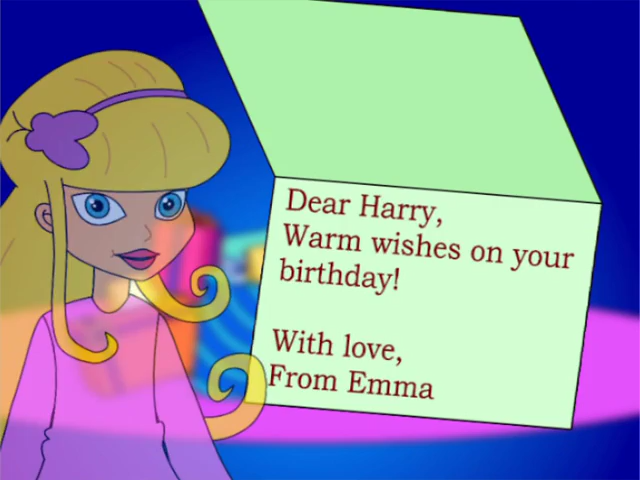 Dear Harry,
Warm wishes on your
birthday!
With love,
From Emma